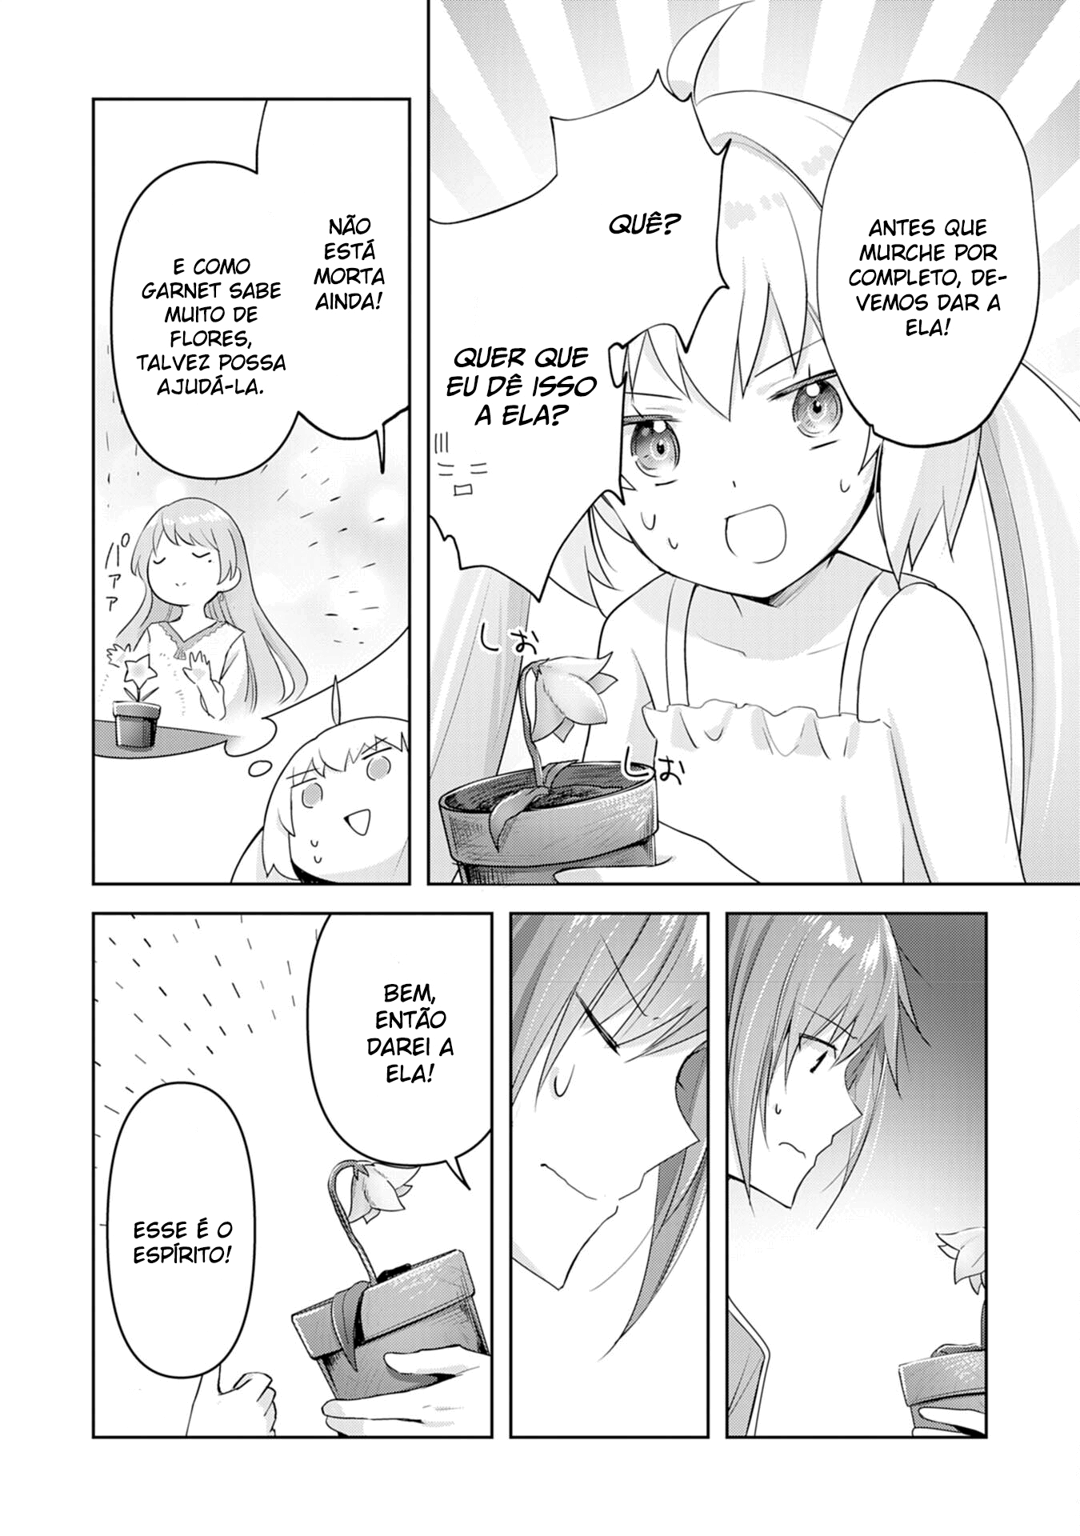 ANTES QUE
MURCHE POR
COMPLETO, DE-
VEMOS DAR A
ELA!
QUÊ?
QUER QUE
EU DÊ ISSO
A ELA?
しお
しお
NÃO
ESTÁ
MORTA
AINDA!
E COMO
GARNET SABE
MUITO DE
FLORES,
TALVEZ POSSA
AJUDÁ-LA.
パァァ
BEM,
ENTÃO
DAREI A
ELA!
ESSE É O
ESPÍRITO!